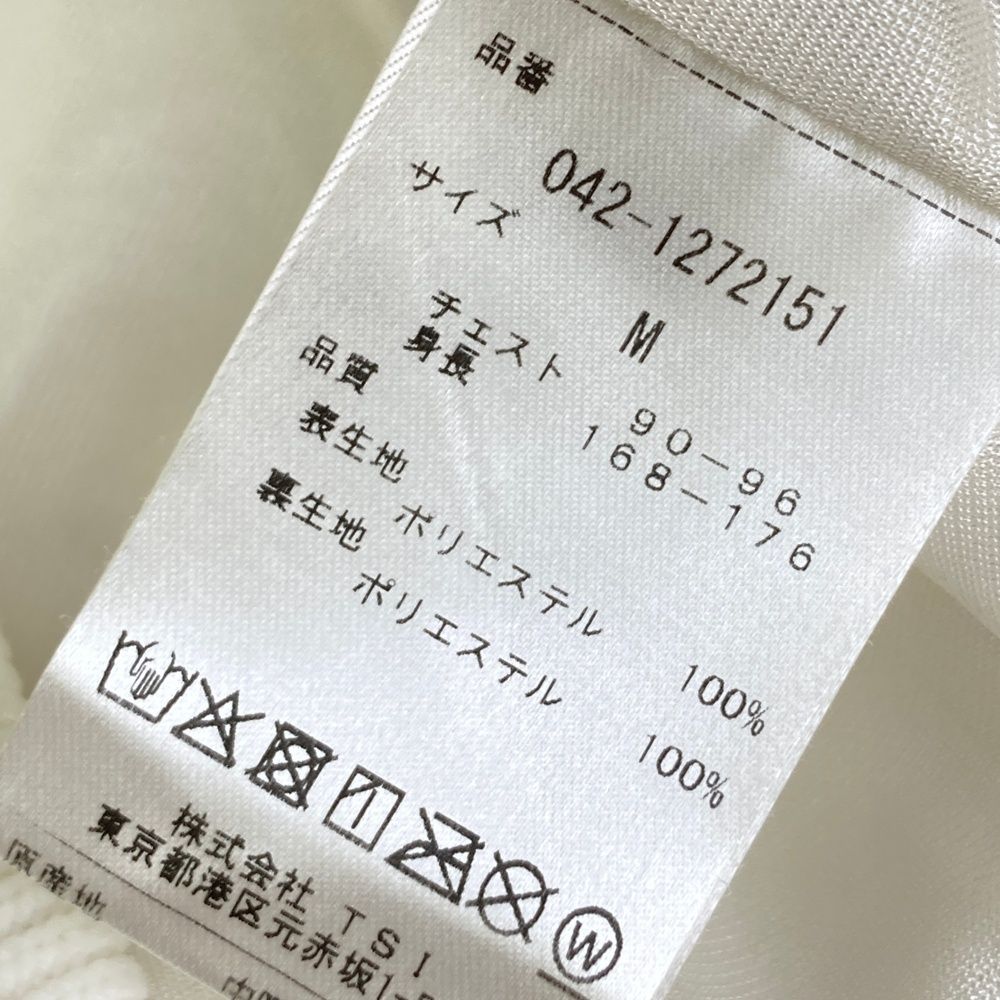 品番
042-1272151
サイズ
M
チェスト 90-96
身長 168-176
品質
表生地
ポリエステル 100%
裏生地
ポリエステル 100%
W
株式会社 TSI
東京都港区元赤坂1-
原産地